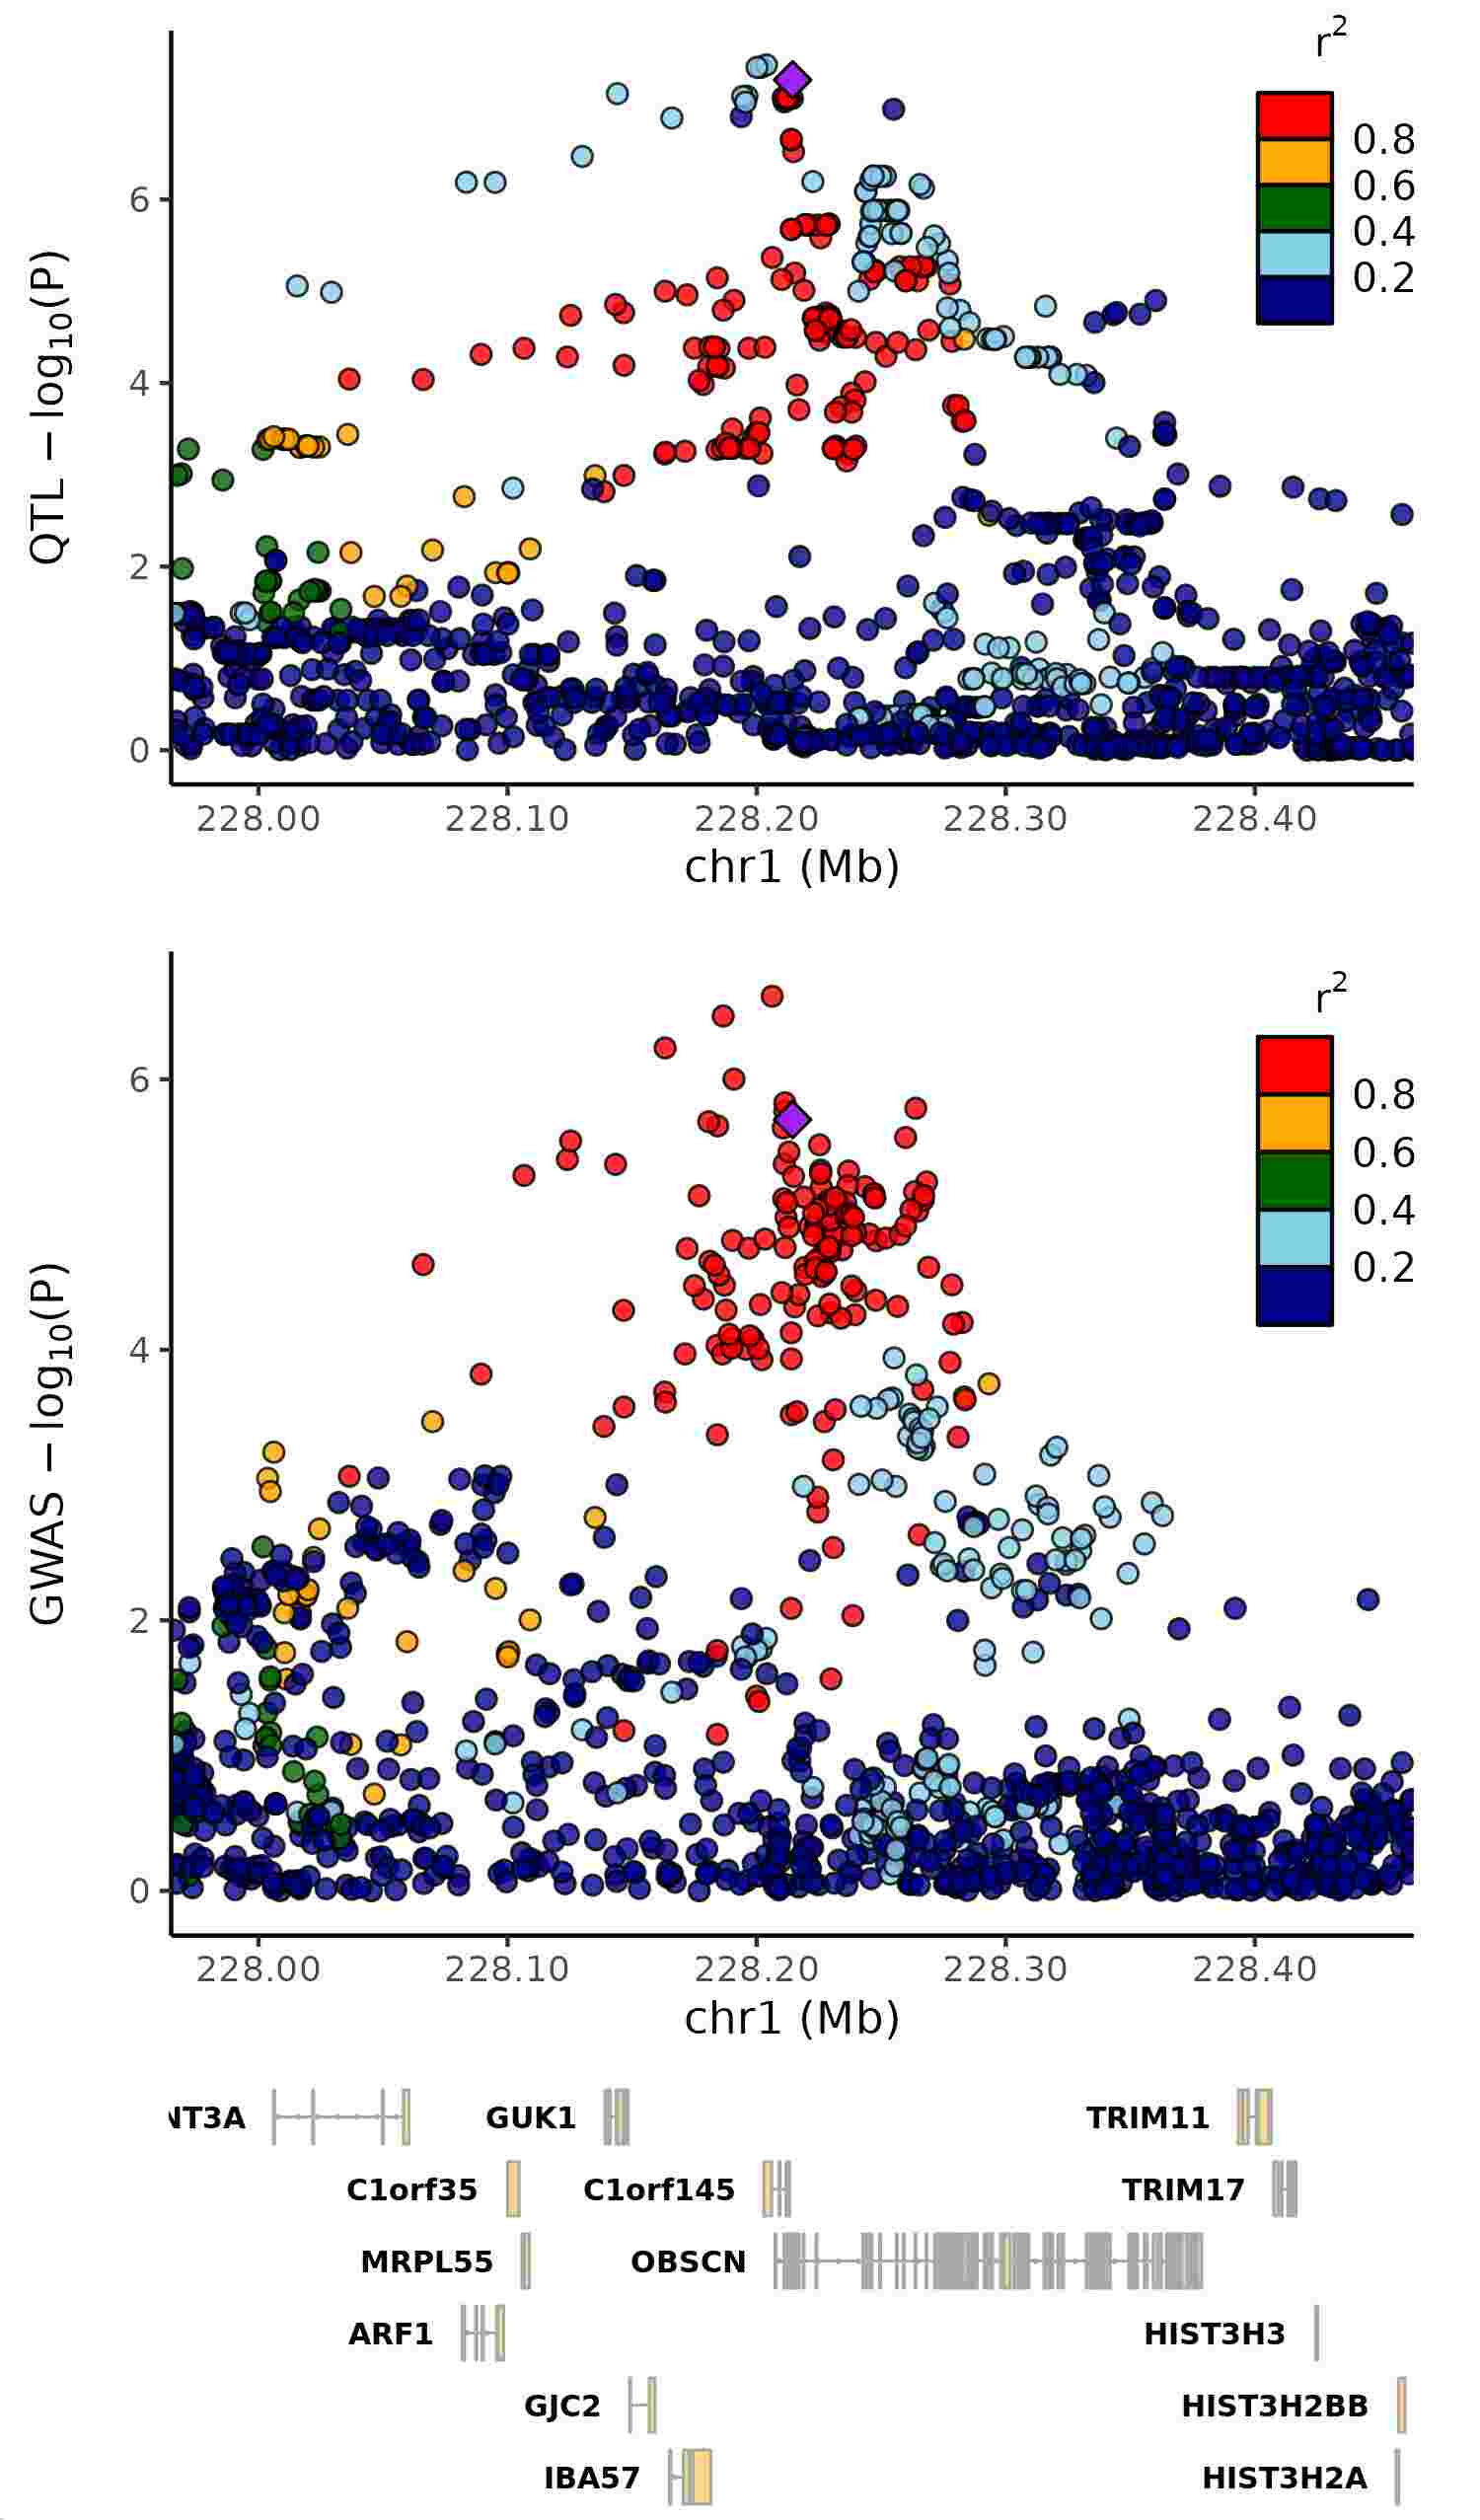 r2
0.8
0.6
0.4
0.2
6
4
2
0
QTL − log10(P)
228.00 228.10 228.20 228.30 228.40
chr1 (Mb)
r2
0.8
0.6
0.4
0.2
6
4
2
0
GWAS − log10(P)
228.00 228.10 228.20 228.30 228.40
chr1 (Mb)
NT3A GUK1 TRIM11
C1orf35 C1orf145 TRIM17
MRPL55 OBSCN
ARF1 HIST3H3
GJC2 HIST3H2BB
IBA57 HIST3H2A